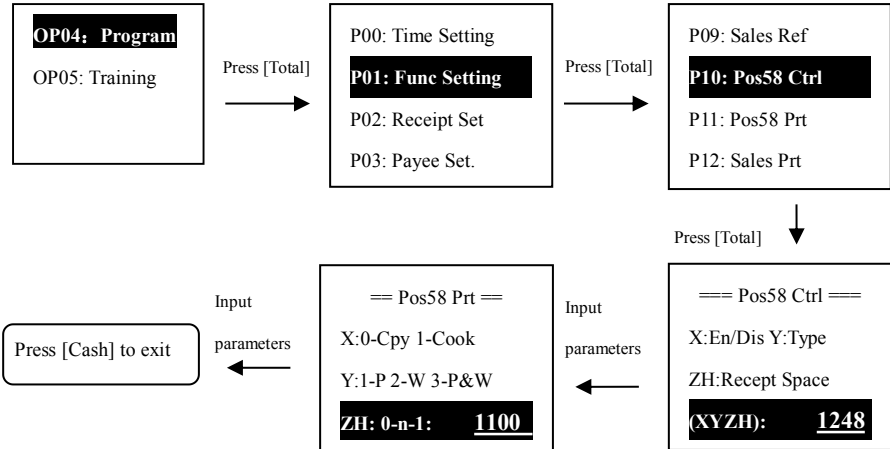 OP04：Program
OP05: Training
Press [Total]
P00: Time Setting
P01: Func Setting
P02: Receipt Set
P03: Payee Set.
Press [Total]
P09: Sales Ref
P10: Pos58 Ctrl
P11: Pos58 Prt
P12: Sales Prt
Press [Total]
=== Pos58 Ctrl ===
X:En/Dis Y:Type
ZH:Recept Space
(XYZH): 1248
Input
parameters
== Pos58 Prt ==
X:0-Cpy 1-Cook
Y:1-P 2-W 3-P&W
ZH: 0-n-1: 1100
Input
parameters
Press [Cash] to exit